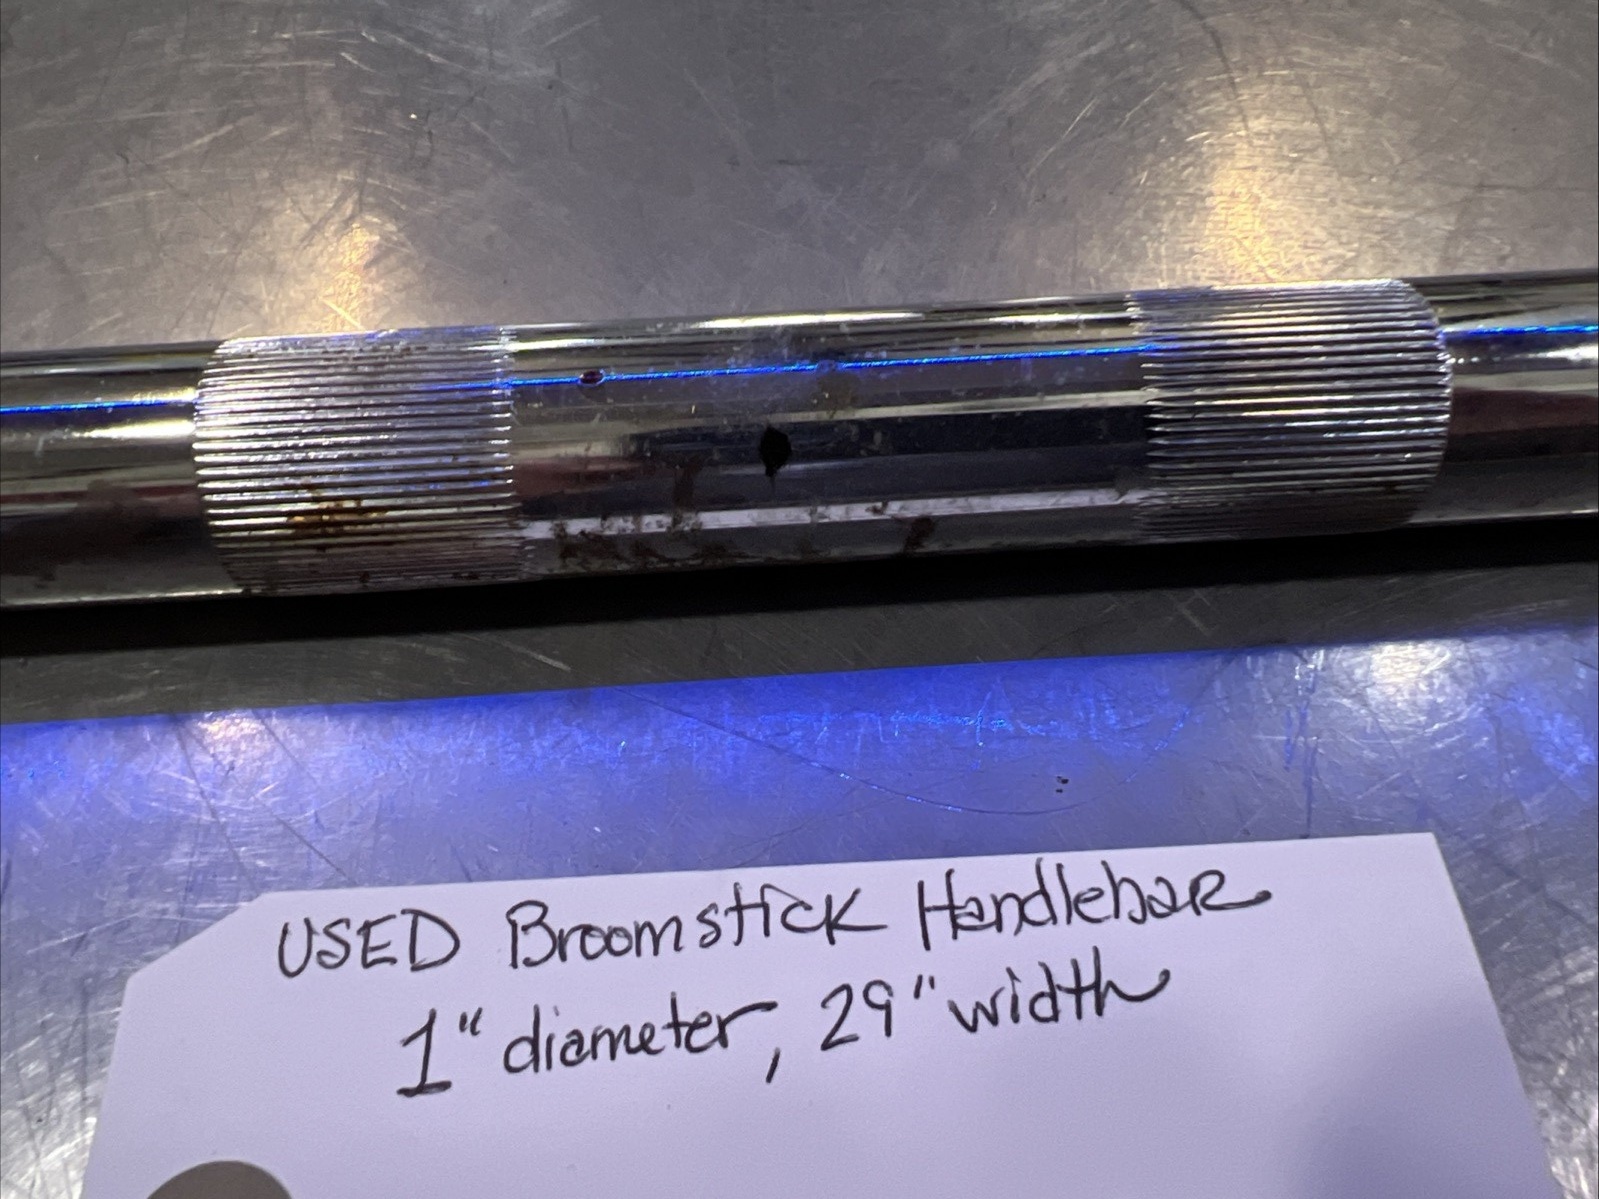 USED Broomstick Handlebar
1" diameter, 29" width